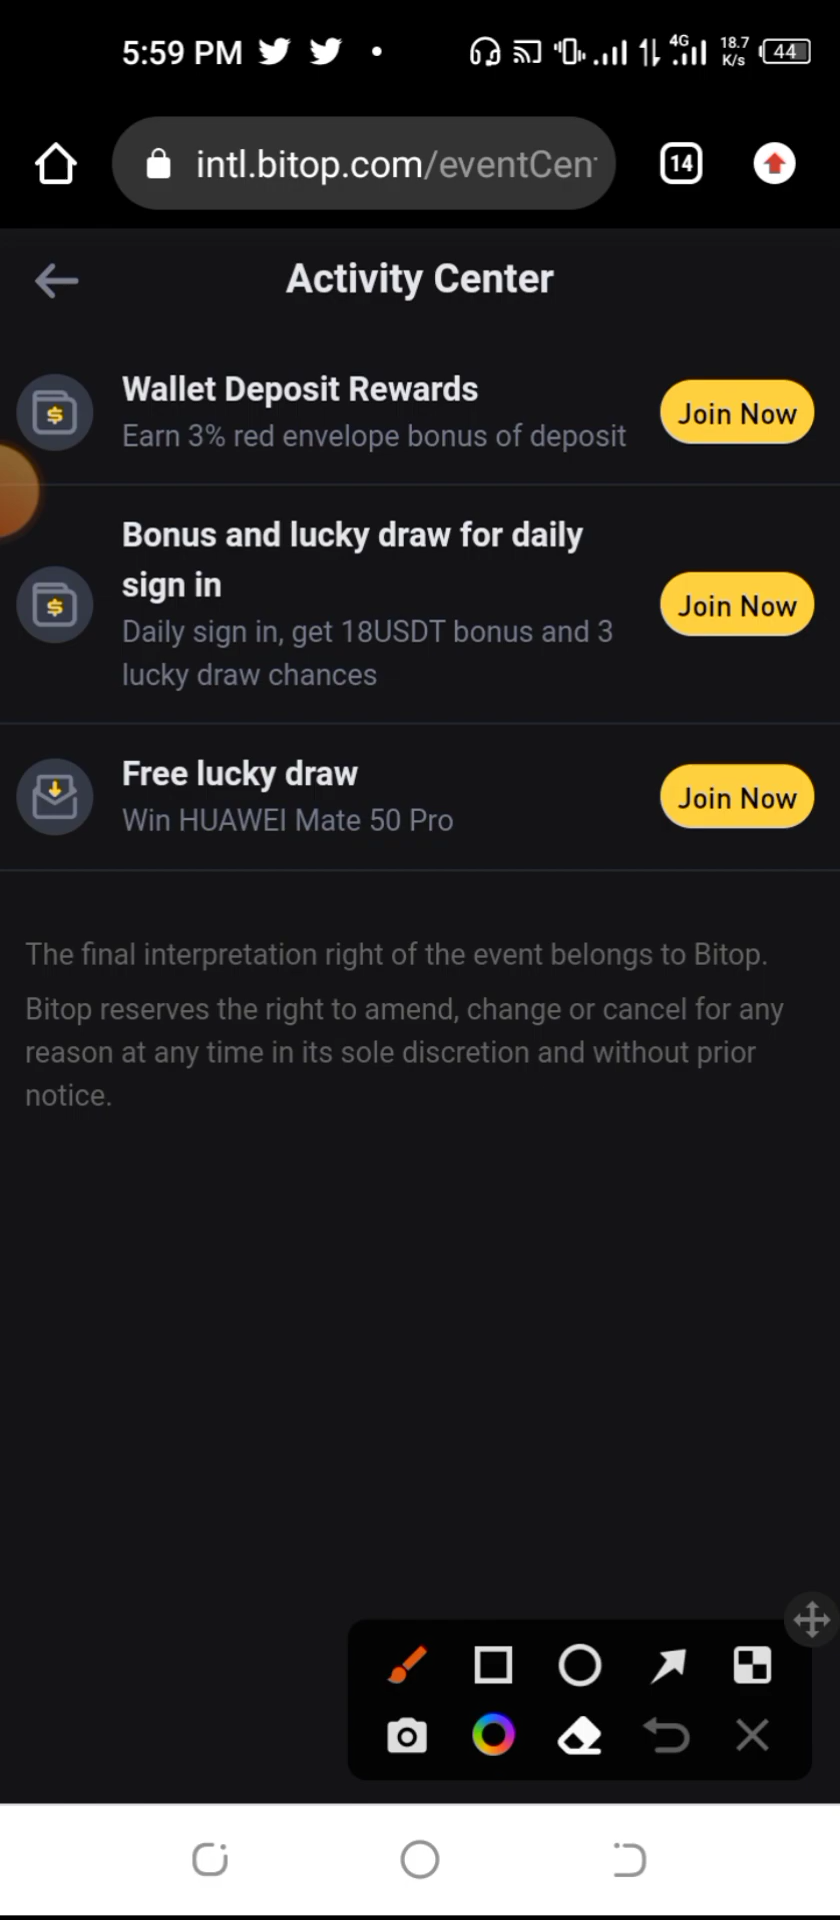 5:59 PM
4G
18.7
K/s
44
intl.bitop.com/eventCen
14
Activity Center
Wallet Deposit Rewards
Earn 3% red envelope bonus of deposit
Join Now
Bonus and lucky draw for daily
sign in
Daily sign in, get 18USDT bonus and 3
lucky draw chances
Join Now
Free lucky draw
Win HUAWEI Mate 50 Pro
Join Now
The final interpretation right of the event belongs to Bitop.
Bitop reserves the right to amend, change or cancel for any
reason at any time in its sole discretion and without prior
notice.